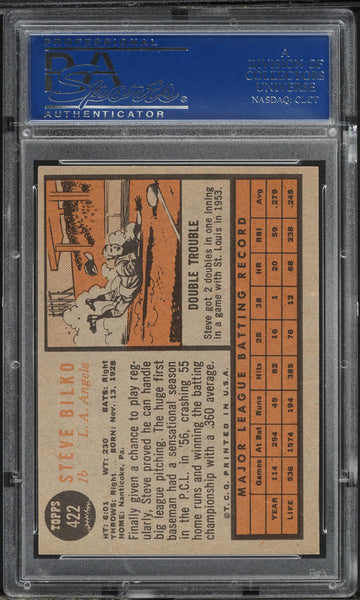 PROFESSIONAL
PSA
Sports
AUTHENTICATOR
A
DIVISION OF
COLLECTORS
UNIVERSE
NASDAQ: CLCT
TOPPS
422
STEVE BILKO
1b L. A. Angels
HT: 6:01 WT: 230 BATS: Right
THROWS: Right BORN: Nov. 13, 1928
HOME: Nanticoke, Pa.
Finally given a chance to play reg-
ularly, Steve proved he can handle
big league pitching. The huge first
baseman had a sensational season
in the P.C.L. in '56, crashing 55
home runs and winning the batting
championship with a .360 average.
©T.C.G. PRINTED IN U.S.A.
DOUBLE TROUBLE
Steve got 2 doubles in one inning
in a game with St. Louis in 1953.
MAJOR LEAGUE BATTING RECORD
Games At Bat Runs Hits 2B 3B HR RBI Avg
YEAR 114 294 49 82 16 1 20 59 .279
LIFE 536 1574 194 385 76 12 68 238 .245
PSA